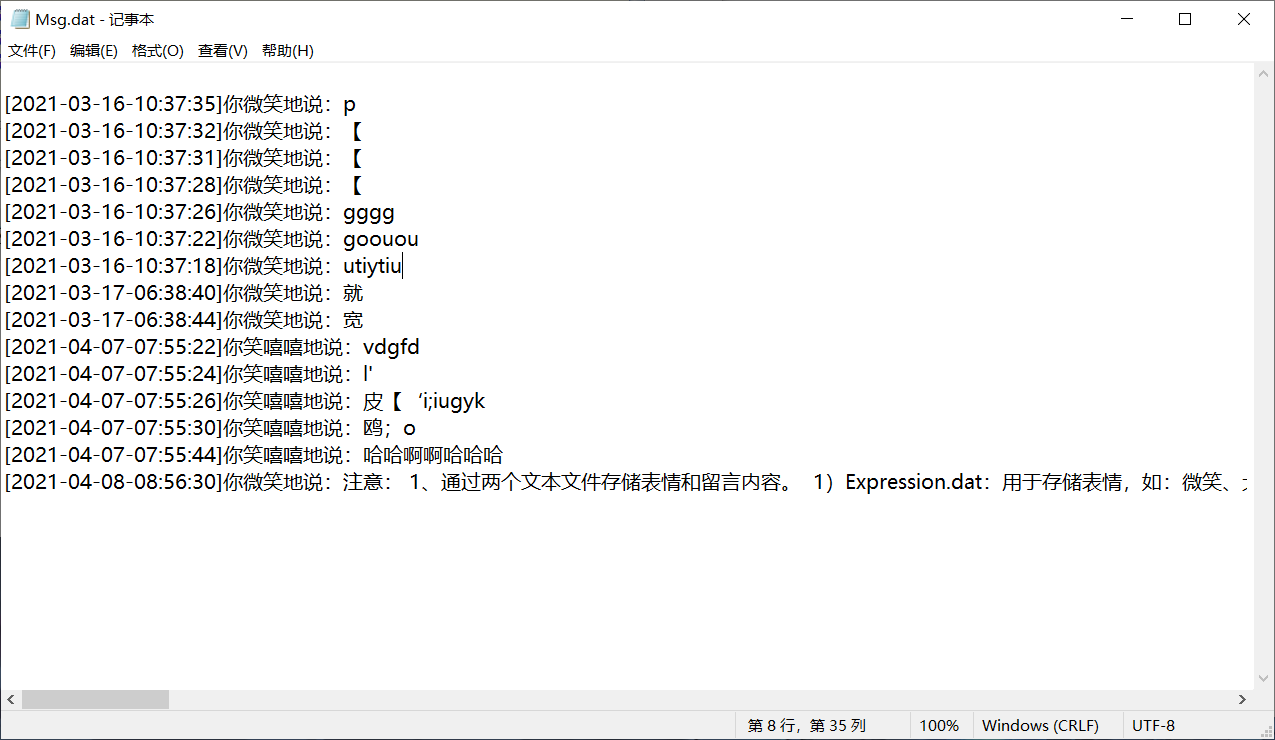 Msg.dat - 记事本
文件(F) 编辑(E) 格式(O) 查看(V) 帮助(H)
[2021-03-16-10:37:35]你微笑地说：p
[2021-03-16-10:37:32]你微笑地说：【
[2021-03-16-10:37:31]你微笑地说：【
[2021-03-16-10:37:28]你微笑地说：【
[2021-03-16-10:37:26]你微笑地说：gggg
[2021-03-16-10:37:22]你微笑地说：goouou
[2021-03-16-10:37:18]你微笑地说：utiytiu
[2021-03-17-06:38:40]你微笑地说：就
[2021-03-17-06:38:44]你微笑地说：宽
[2021-04-07-07:55:22]你笑嘻嘻地说：vdgfd
[2021-04-07-07:55:24]你笑嘻嘻地说：l'
[2021-04-07-07:55:26]你笑嘻嘻地说：皮【‘i;iugyk
[2021-04-07-07:55:30]你笑嘻嘻地说：鸥；o
[2021-04-07-07:55:44]你笑嘻嘻地说：哈哈啊啊哈哈哈
[2021-04-08-08:56:30]你微笑地说：注意： 1、通过两个文本文件存储表情和留言内容。 1）Expression.dat：用于存储表情，如：微笑、
第 8 行，第 35 列 100% Windows (CRLF) UTF-8